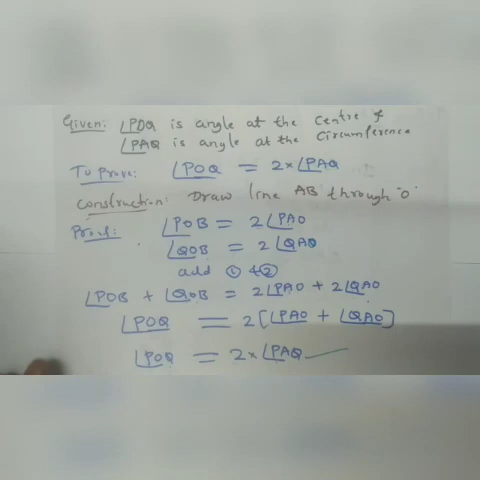 Given: ∠POQ is angle at the centre &
∠PAQ is angle at the circumference
To prove: ∠POQ = 2×∠PAQ
Construction: Draw line AB through "O"
Proof: ∠POB = 2∠PAO
∠QOB = 2∠QAO
add ① & ②
∠POB + ∠QOB = 2∠PAO + 2∠QAO
∠POQ = 2[∠PAO + ∠QAO]
∠POQ = 2×∠PAQ